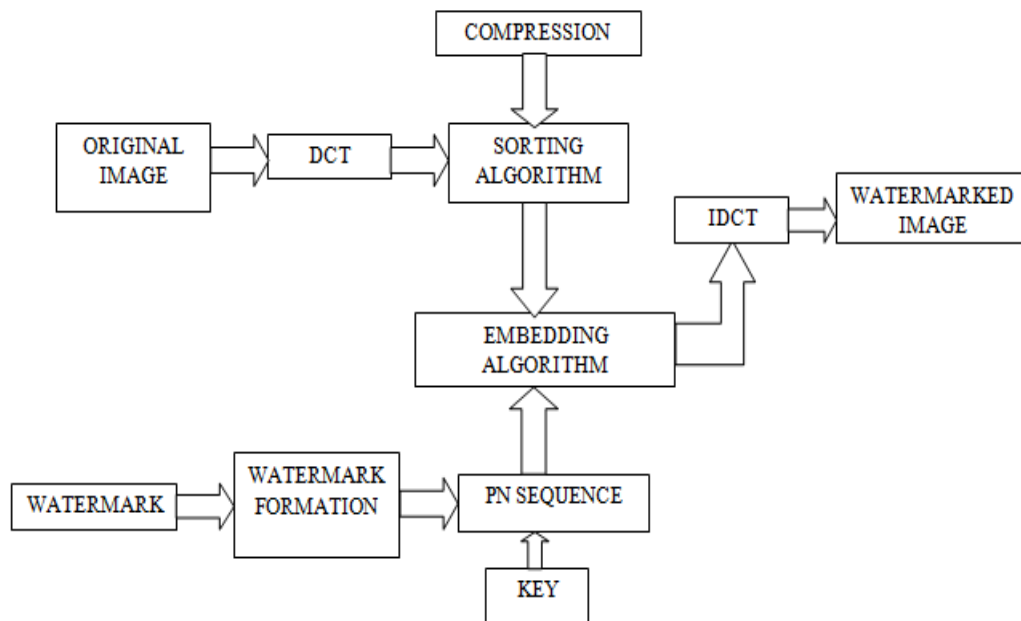 COMPRESSION
ORIGINAL
IMAGE
DCT
SORTING
ALGORITHM
IDCT
WATERMARKED
IMAGE
EMBEDDING
ALGORITHM
WATERMARK
WATERMARK
FORMATION
PN SEQUENCE
KEY